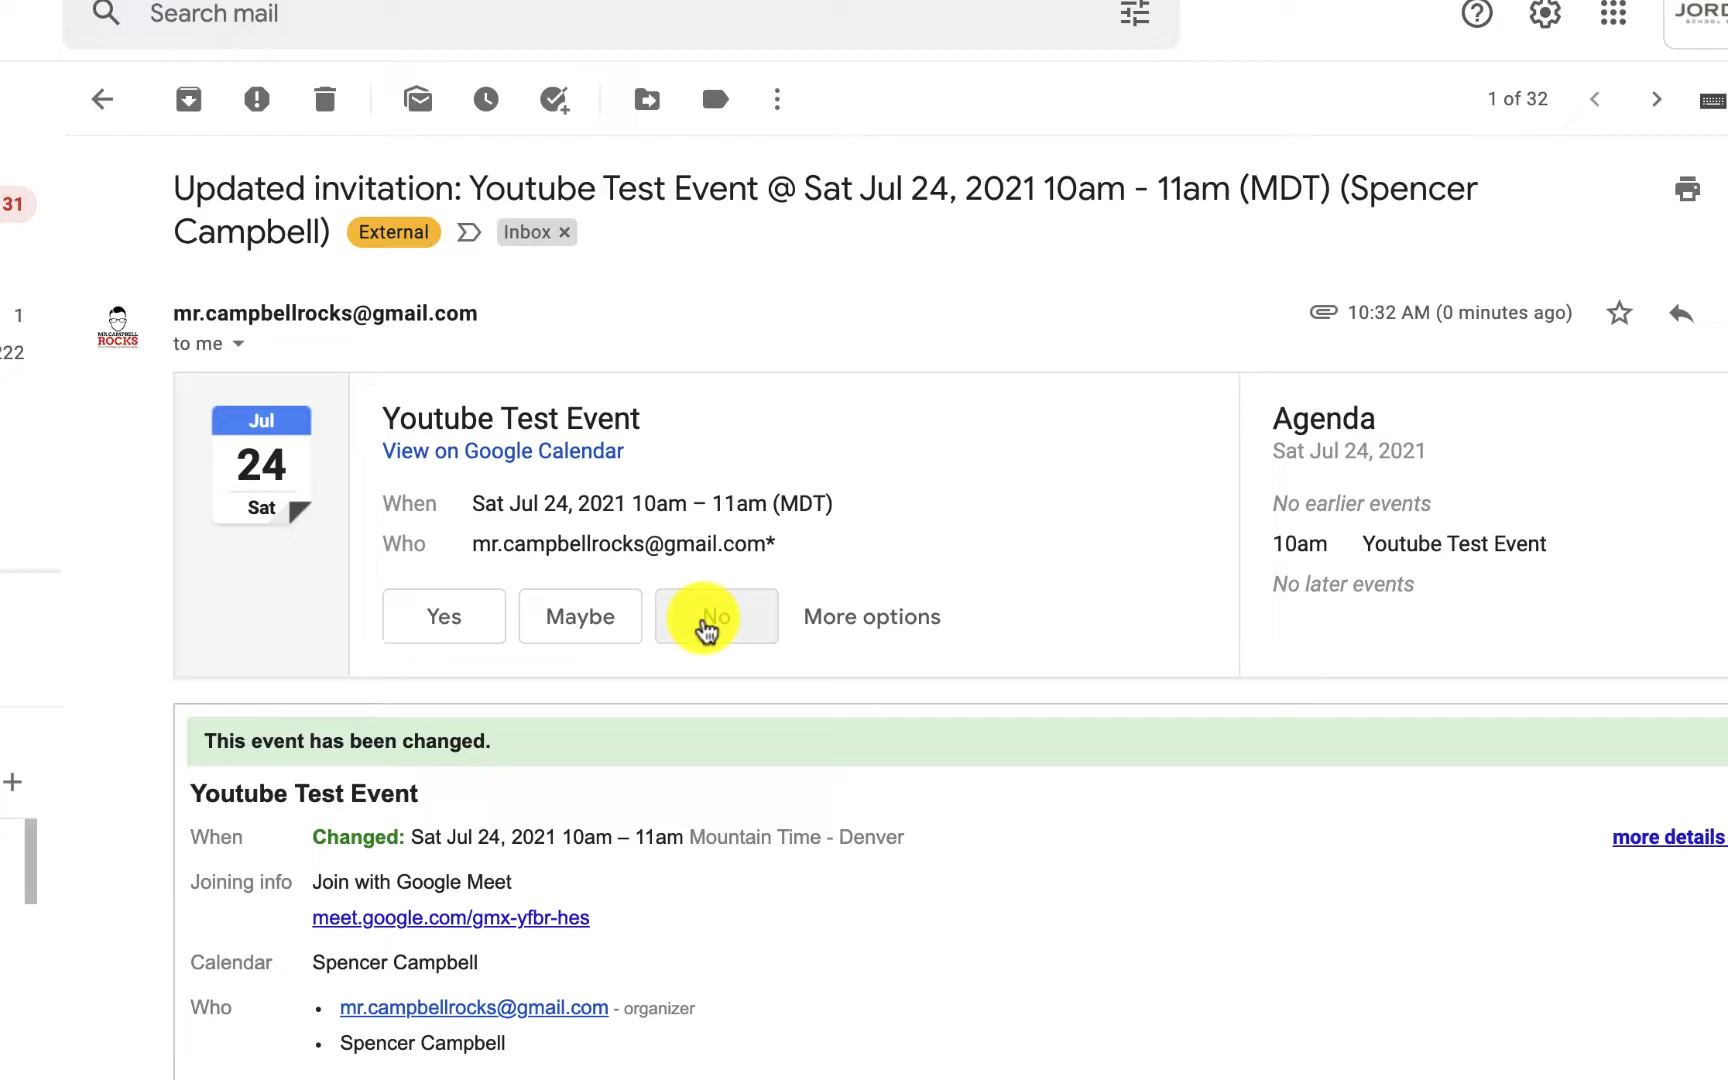 Search mail
JORD
1 of 32
31
Updated invitation: Youtube Test Event @ Sat Jul 24, 2021 10am - 11am (MDT) (Spencer
Campbell) External Inbox ×
1
222
mr.campbellrocks@gmail.com
10:32 AM (0 minutes ago)
MR.CAMPBELL
ROCKS
to me
Jul
24
Sat
Youtube Test Event
View on Google Calendar
When Sat Jul 24, 2021 10am – 11am (MDT)
Who mr.campbellrocks@gmail.com*
Yes Maybe No More options
Agenda
Sat Jul 24, 2021
No earlier events
10am Youtube Test Event
No later events
This event has been changed.
Youtube Test Event
When Changed: Sat Jul 24, 2021 10am – 11am Mountain Time - Denver
more details
Joining info Join with Google Meet
meet.google.com/gmx-yfbr-hes
Calendar Spencer Campbell
Who • mr.campbellrocks@gmail.com - organizer
• Spencer Campbell